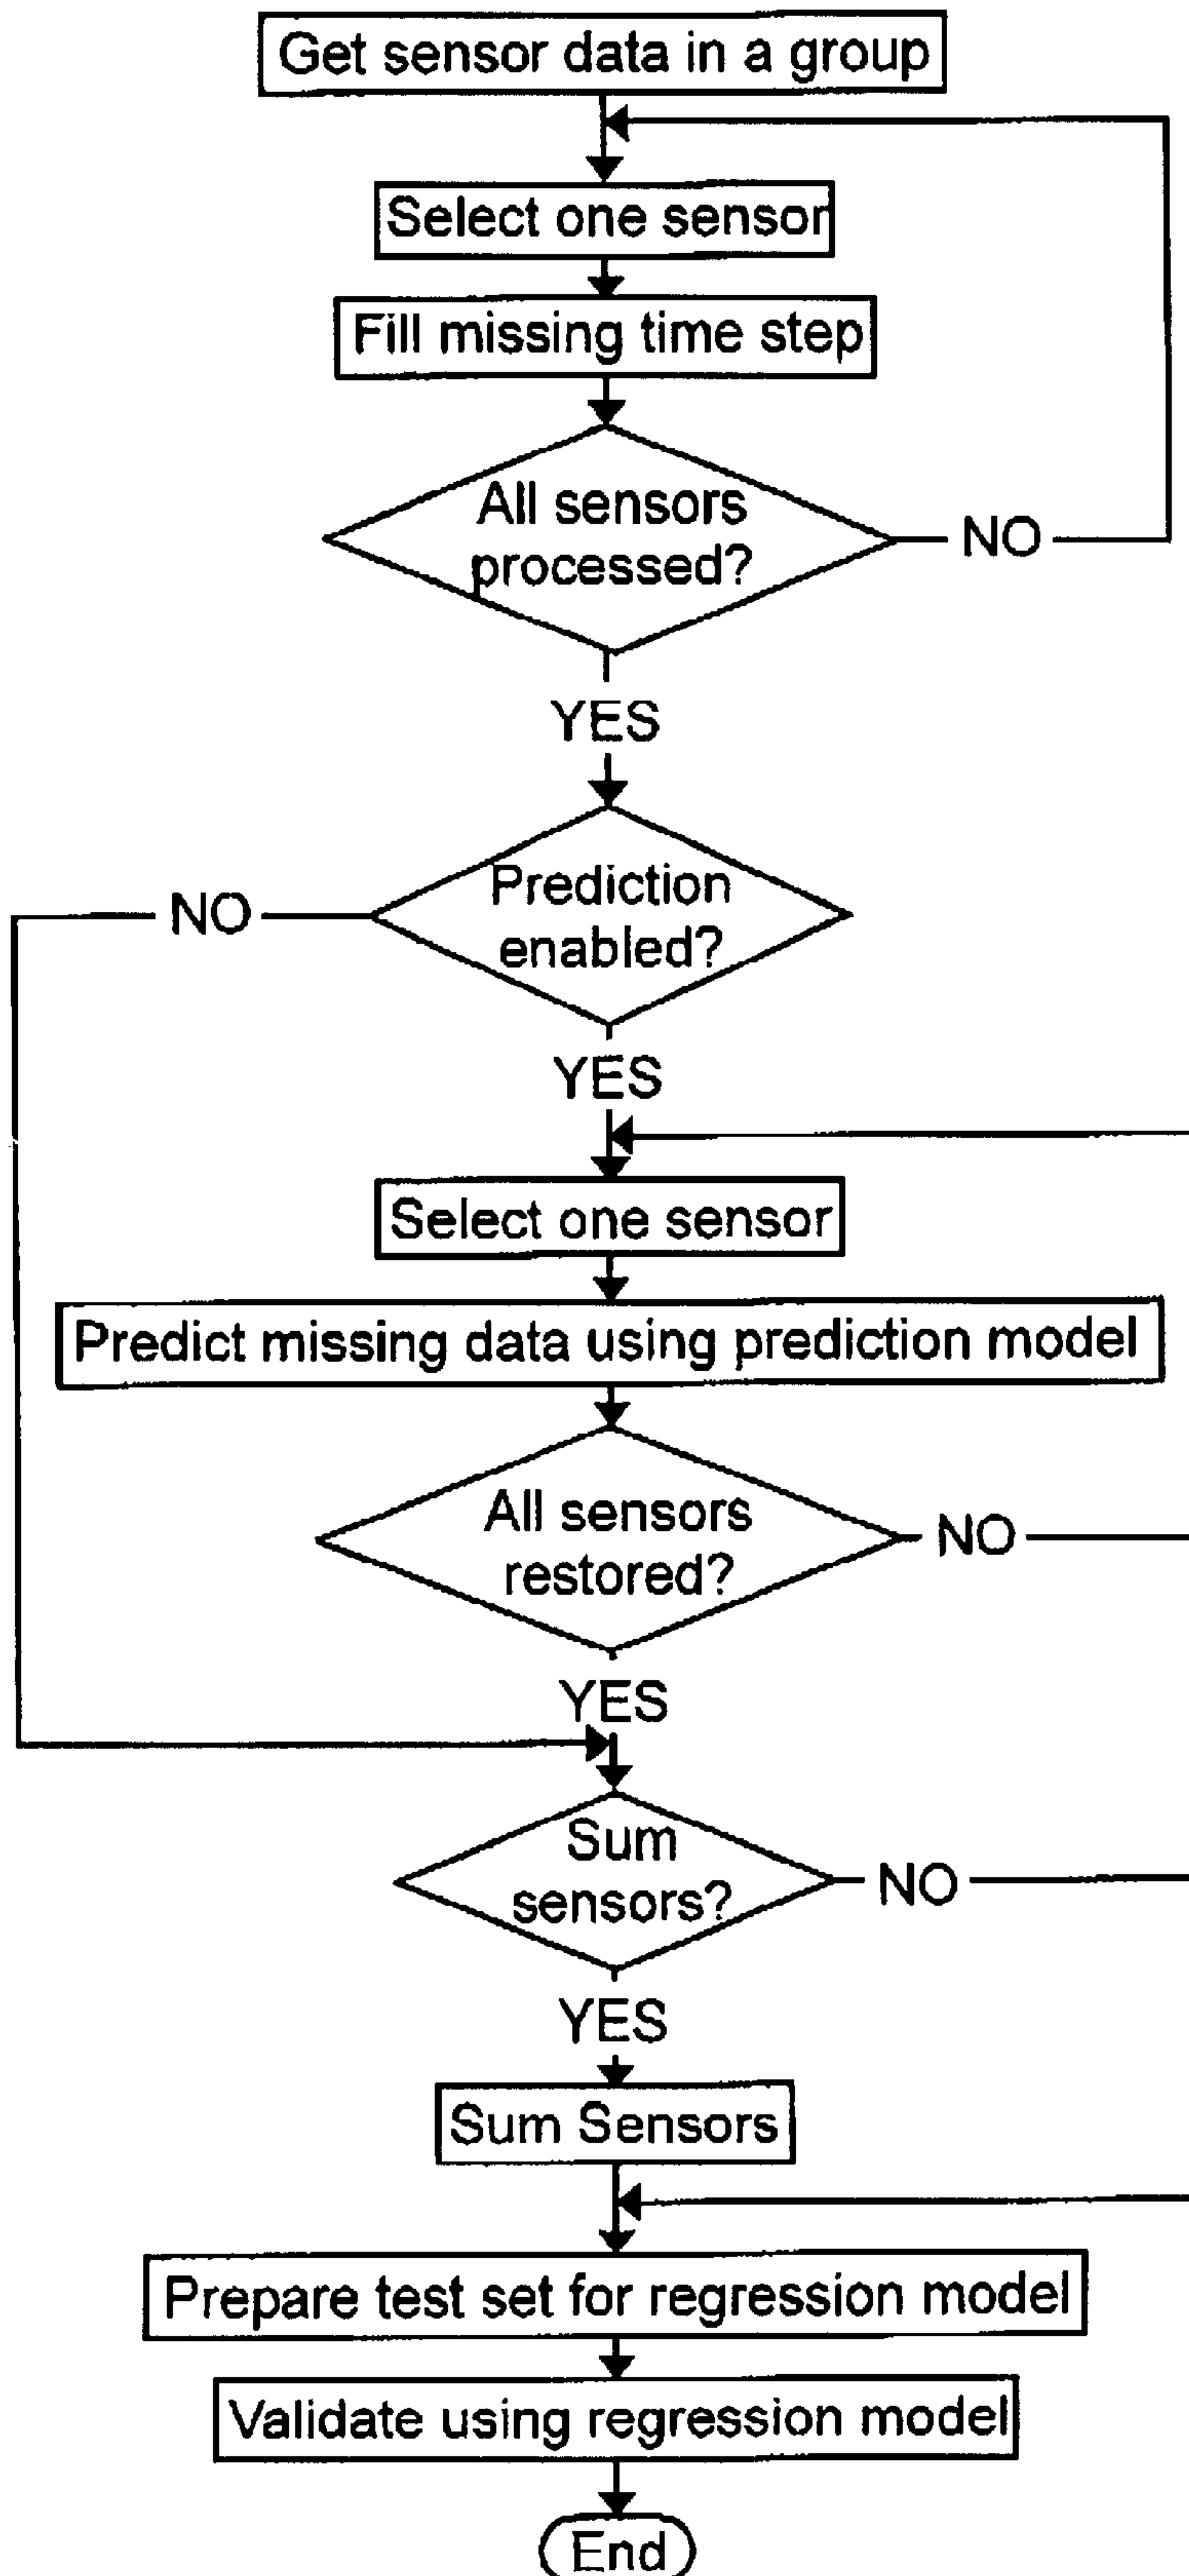 Get sensor data in a group
Select one sensor
Fill missing time step
All sensors
processed?
NO
YES
Prediction
enabled?
NO
YES
Select one sensor
Predict missing data using prediction model
All sensors
restored?
NO
YES
Sum
sensors?
NO
YES
Sum Sensors
Prepare test set for regression model
Validate using regression model
End